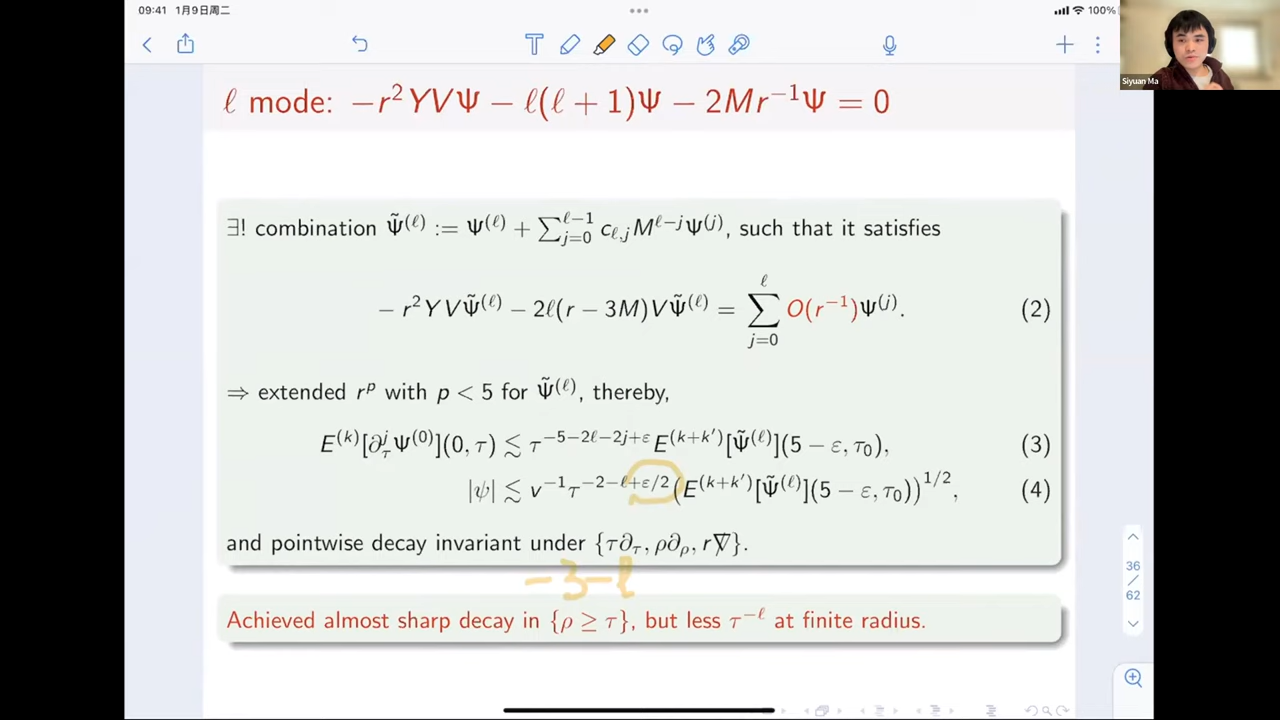 09:41 1月9日周二
100%
Siyuan Ma
ℓ mode: −r²YVΨ − ℓ(ℓ + 1)Ψ − 2Mr⁻¹Ψ = 0
∃! combination Ψ̃⁽ˡ⁾ := Ψ⁽ˡ⁾ + ∑_{j=0}^{ℓ−1} c_{ℓ,j} M^{ℓ−j} Ψ^{(j)}, such that it satisfies
− r²YVΨ̃⁽ˡ⁾ − 2ℓ(r − 3M)VΨ̃⁽ˡ⁾ = ∑_{j=0}^{ℓ} O(r⁻¹)Ψ^{(j)}. (2)
⇒ extended r^p with p < 5 for Ψ̃⁽ˡ⁾, thereby,
E^{(k)}[∂_τ^j Ψ^{(0)}](0, τ) ≲ τ^{−5−2ℓ−2j+ε} E^{(k+k′)}[Ψ̃⁽ˡ⁾](5 − ε, τ₀), (3)
|ψ| ≲ v⁻¹τ^{−2−ℓ+ε/2}(E^{(k+k′)}[Ψ̃⁽ˡ⁾](5 − ε, τ₀))^{1/2}, (4)
and pointwise decay invariant under {τ∂_τ, ρ∂_ρ, r∇̸}.
−3−ℓ
Achieved almost sharp decay in {ρ ≥ τ}, but less τ^{−ℓ} at finite radius.
36
/
62